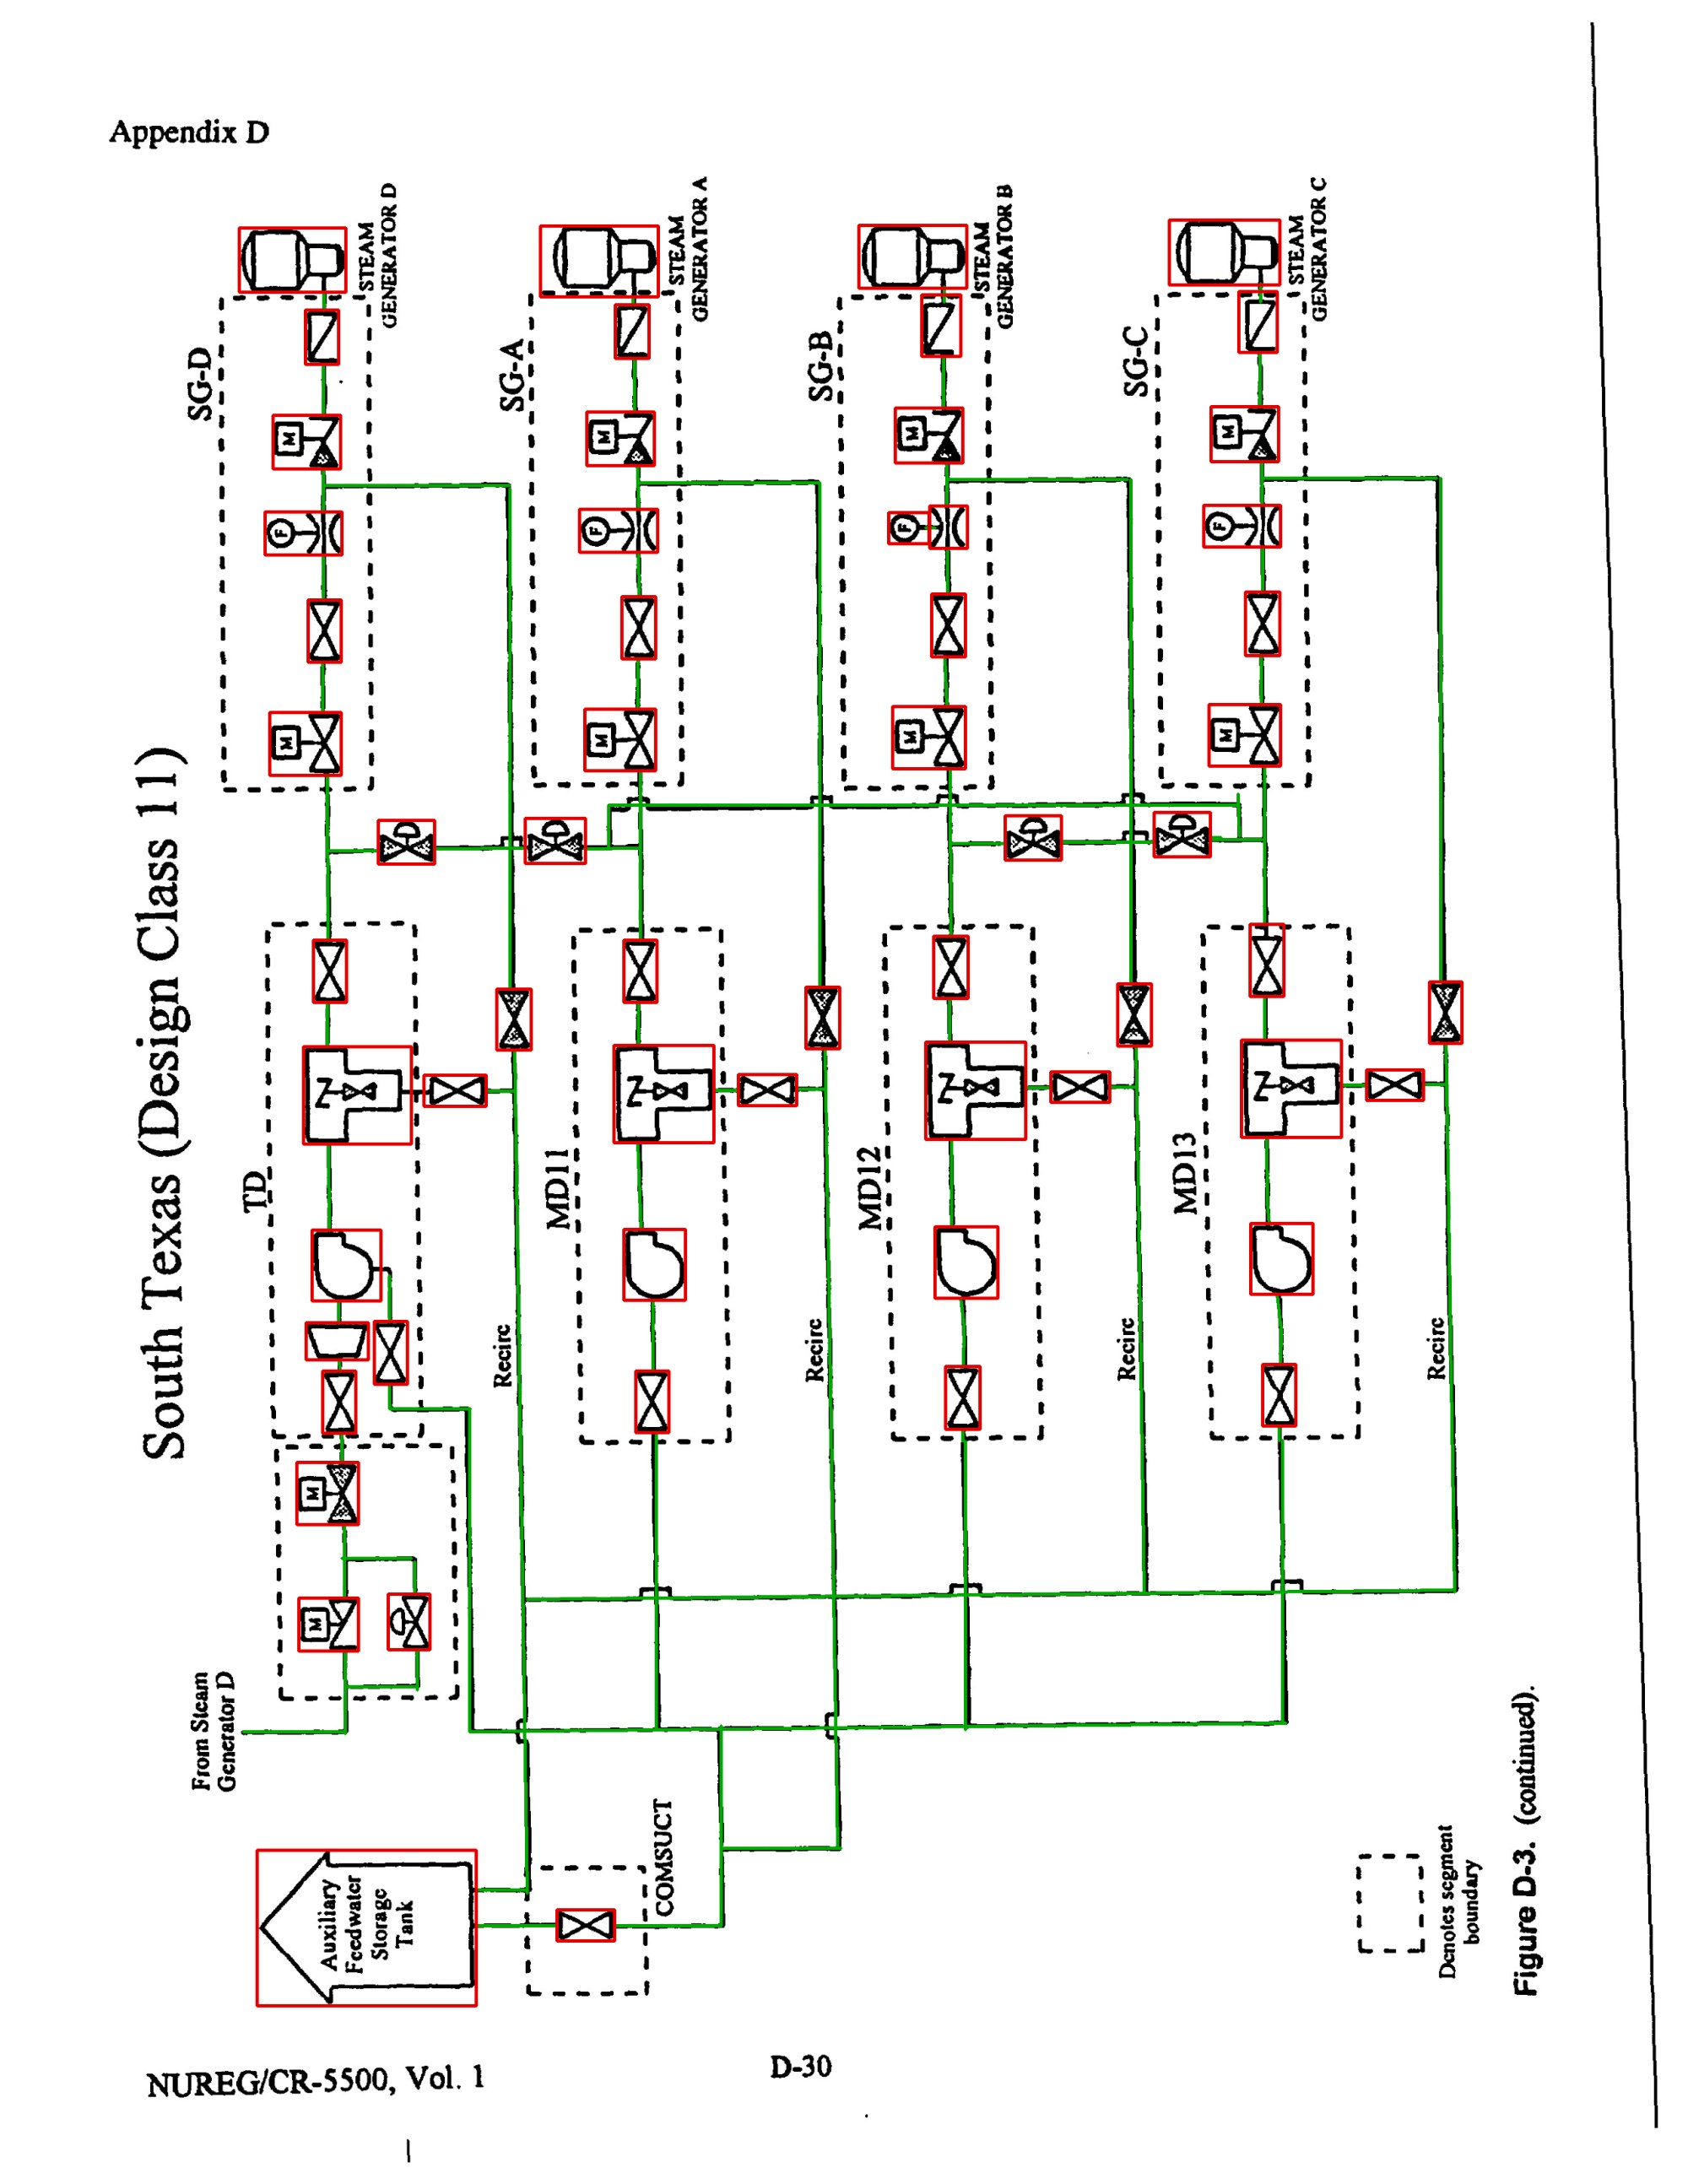 Appendix D
South Texas (Design Class 11)
SG-D
STEAM
GENERATOR D
SG-A
STEAM
GENERATOR A
SG-B
STEAM
GENERATOR B
SG-C
STEAM
GENERATOR C
M
M
M
M
F
F
F
F
M
M
M
M
TD
MD11
MD12
MD13
Z
Z
Z
Z
Recirc
Recirc
Recirc
Recirc
M
M
From Steam
Generator D
Auxiliary
Feedwater
Storage
Tank
COMSUCT
Denotes segment
boundary
Figure D-3. (continued).
NUREG/CR-5500, Vol. 1
D-30